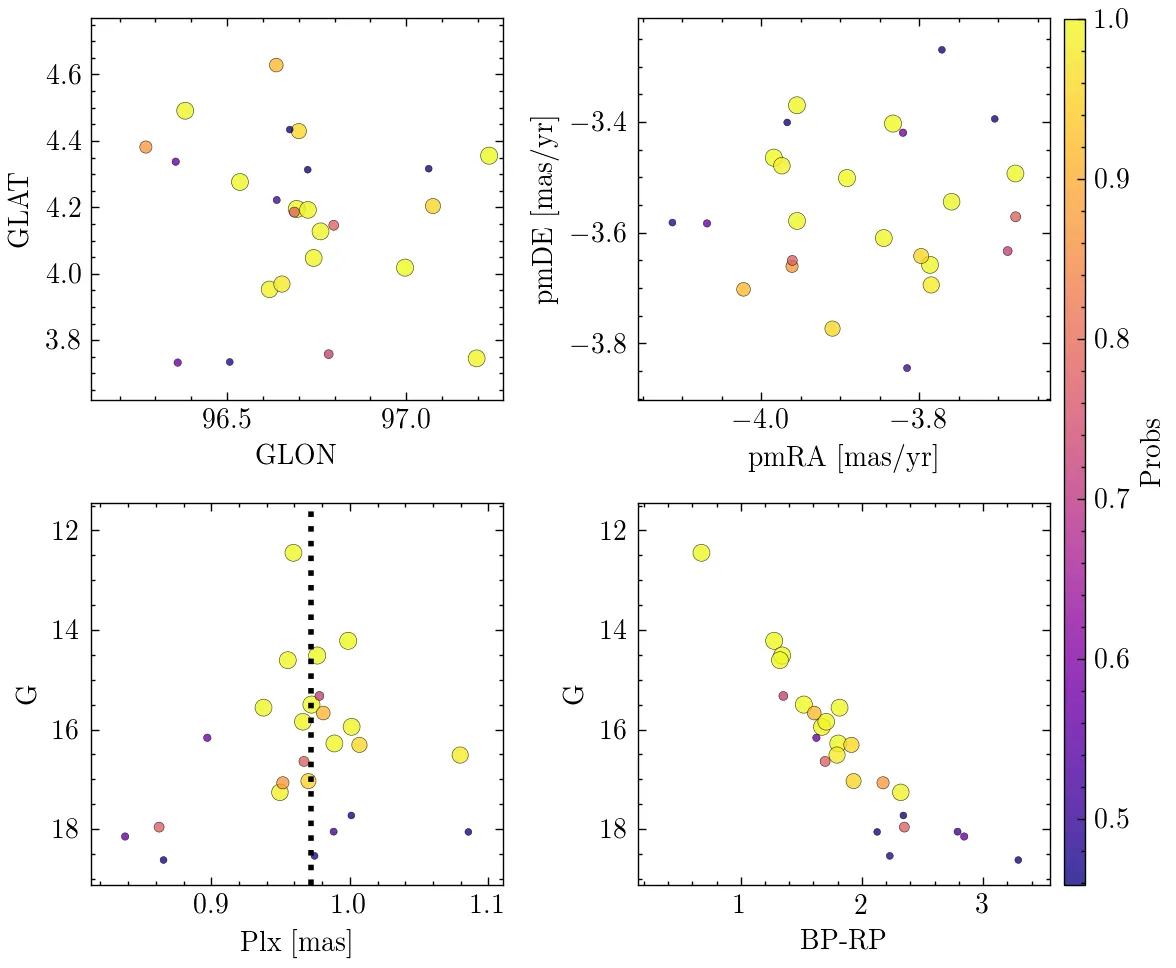 4.6
4.4
4.2
4.0
3.8
GLAT
96.5 97.0
GLON
−3.4
−3.6
−3.8
pmDE [mas/yr]
−4.0 −3.8
pmRA [mas/yr]
12
14
16
18
G
0.9 1.0 1.1
Plx [mas]
12
14
16
18
G
1 2 3
BP-RP
1.0
0.9
0.8
0.7
0.6
0.5
Probs